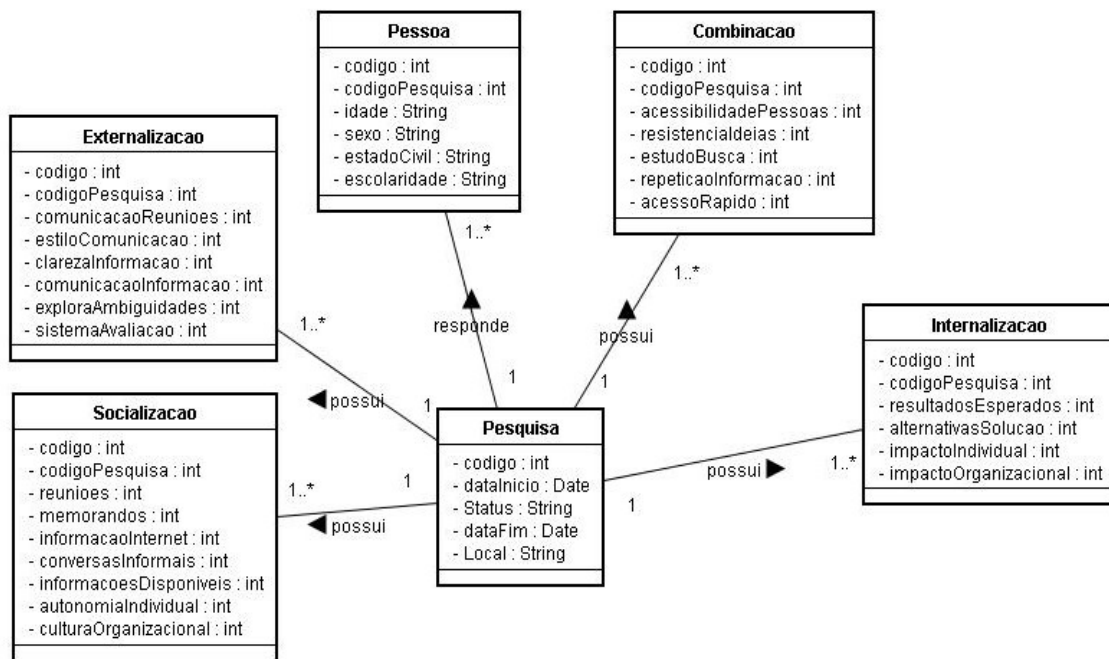 Pessoa
- codigo : int
- codigoPesquisa : int
- idade : String
- sexo : String
- estadoCivil : String
- escolaridade : String
Combinacao
- codigo : int
- codigoPesquisa : int
- acessibilidadePessoas : int
- resistenciaIdeias : int
- estudoBusca : int
- repeticaoInformacao : int
- acessoRapido : int
Externalizacao
- codigo : int
- codigoPesquisa : int
- comunicacaoReunioes : int
- estiloComunicacao : int
- clarezaInformacao : int
- comunicacaoInformacao : int
- exploraAmbiguidades : int
- sistemaAvaliacao : int
1..*
responde
1
1..*
possui
1
1..*
possui
1
Internalizacao
- codigo : int
- codigoPesquisa : int
- resultadosEsperados : int
- alternativasSolucao : int
- impactoIndividual : int
- impactoOrganizacional : int
Socializacao
- codigo : int
- codigoPesquisa : int
- reunioes : int
- memorandos : int
- informacaoInternet : int
- conversasInformais : int
- informacoesDisponiveis : int
- autonomiaIndividual : int
- culturaOrganizacional : int
1..*
possui
1
Pesquisa
- codigo : int
- dataInicio : Date
- Status : String
- dataFim : Date
- Local : String
possui
1..*
1